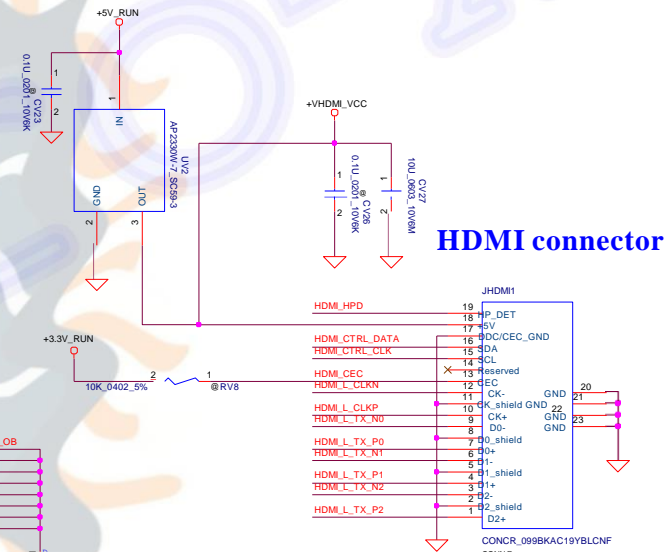 +5V_RUN
0.1U_0201_10V6K
@
CV23
1
2
1
IN
UV2
AP2330W-7_SC59-3
GND
OUT
2
3
+VHDMI_VCC
0.1U_0201_10V6K
@
CV26
1
2
10U_0603_10V6M
CV27
1
2
HDMI connector
JHDMI1
HDMI_HPD
19
HP_DET
18
+5V
17
DDC/CEC_GND
HDMI_CTRL_DATA
16
SDA
HDMI_CTRL_CLK
15
SCL
14
Reserved
+3.3V_RUN
10K_0402_5%
2
1
@RV8
HDMI_CEC
13
CEC
HDMI_L_CLKN
12
CK-
GND
20
11
CK_shield
GND
21
HDMI_L_CLKP
10
CK+
GND
22
HDMI_L_TX_N0
9
D0-
GND
23
8
D0_shield
HDMI_L_TX_P0
7
D0+
HDMI_L_TX_N1
6
D1-
5
D1_shield
HDMI_L_TX_P1
4
D1+
HDMI_L_TX_N2
3
D2-
2
D2_shield
HDMI_L_TX_P2
1
D2+
_OB
CONCR_099BKAC19YBLCNF